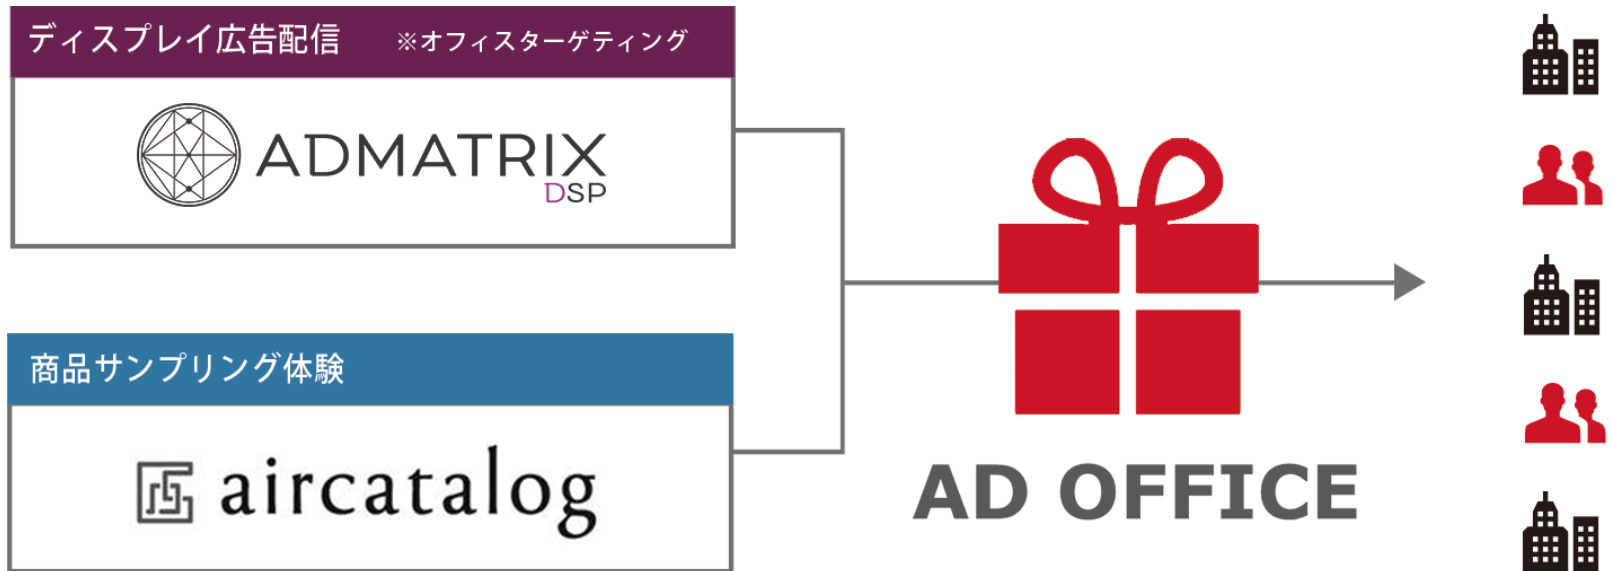 ディスプレイ広告配信 ※オフィスターゲティング
ADMATRIX
DSP
商品サンプリング体験
aircatalog
AD OFFICE